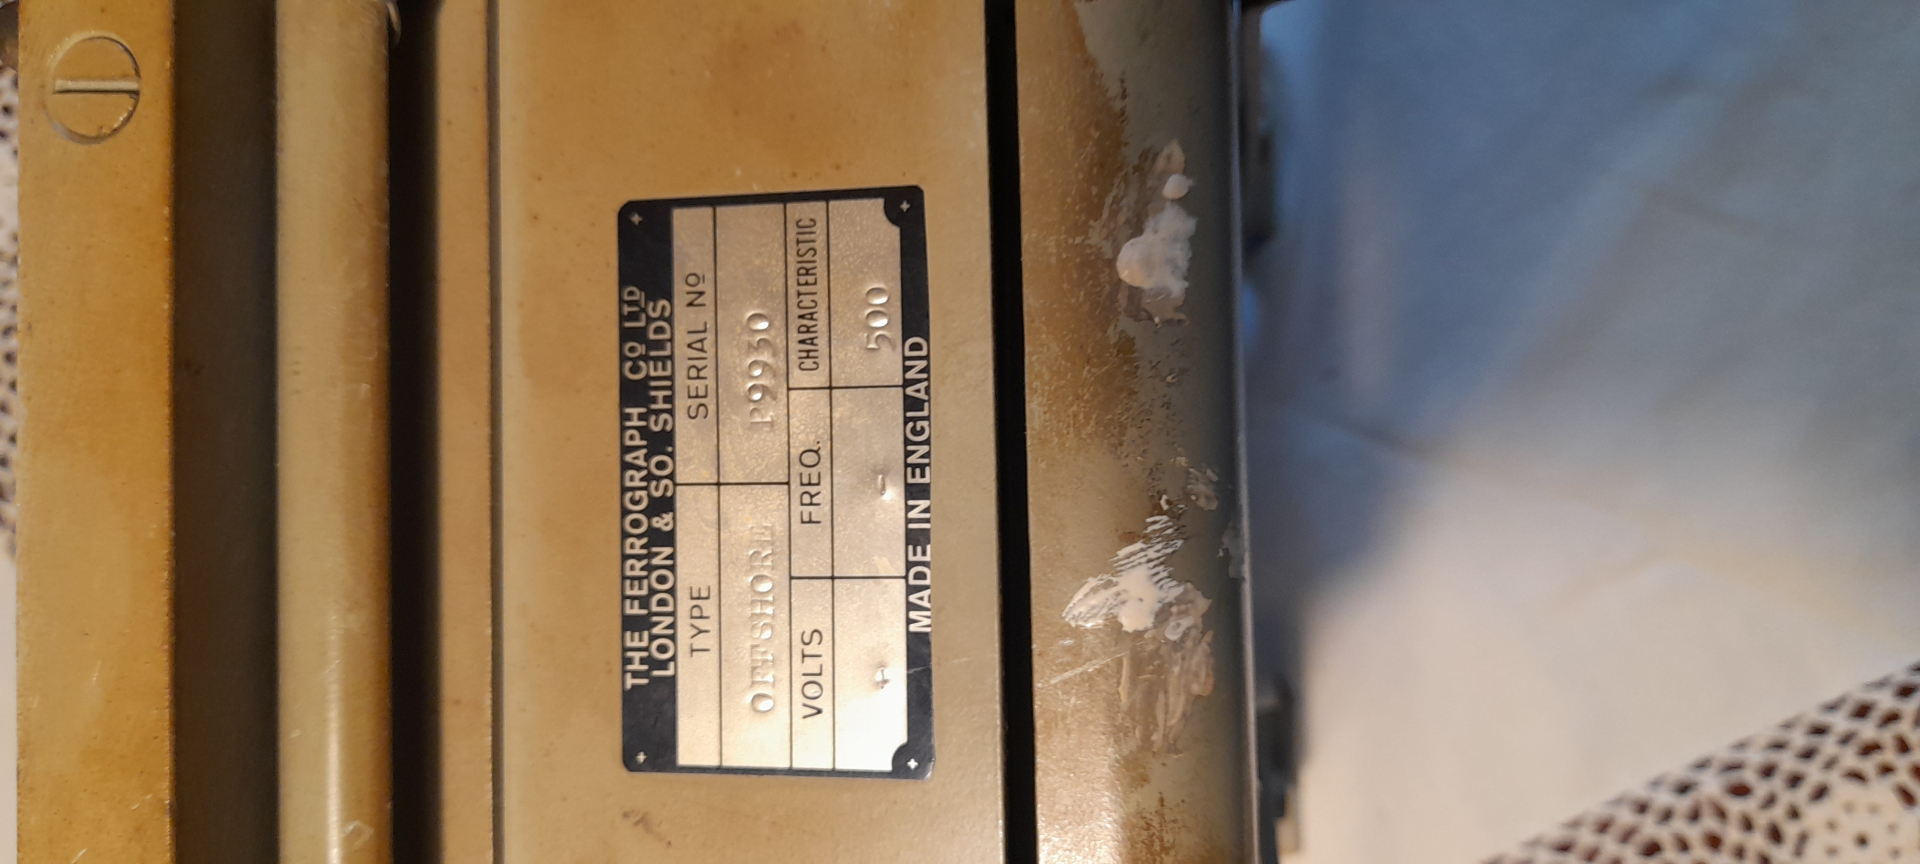 THE FERROGRAPH Cº LTD
LONDON & SO. SHIELDS
TYPE SERIAL Nº
OFFSHORE P9930
VOLTS FREQ. CHARACTERISTIC
- - 500
MADE IN ENGLAND